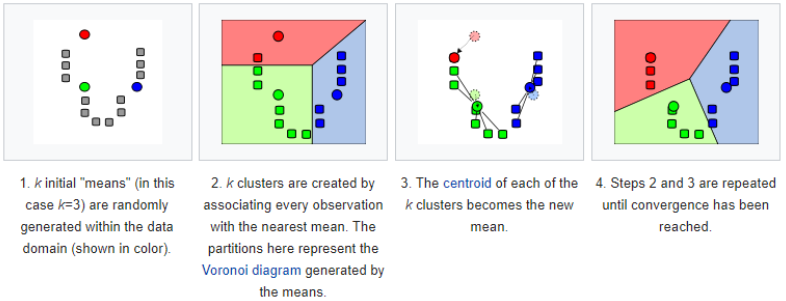 1. k initial "means" (in this
case k=3) are randomly
generated within the data
domain (shown in color).
2. k clusters are created by
associating every observation
with the nearest mean. The
partitions here represent the
Voronoi diagram generated by
the means.
3. The centroid of each of the
k clusters becomes the new
mean.
4. Steps 2 and 3 are repeated
until convergence has been
reached.